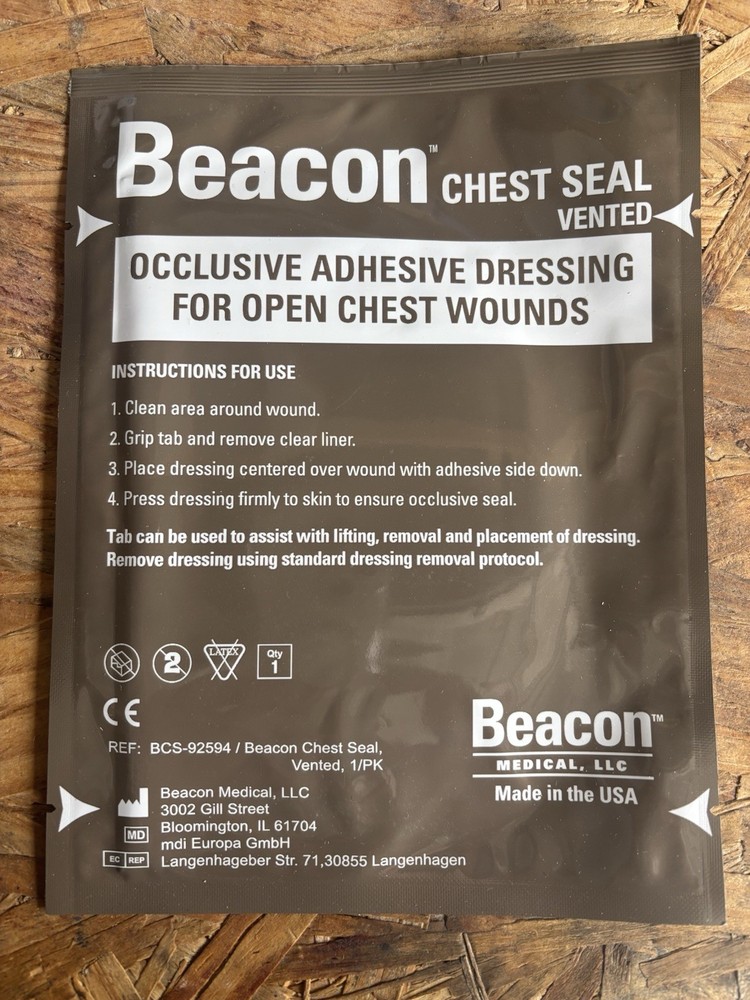 Beacon™ CHEST SEAL
VENTED
OCCLUSIVE ADHESIVE DRESSING
FOR OPEN CHEST WOUNDS
INSTRUCTIONS FOR USE
1. Clean area around wound.
2. Grip tab and remove clear liner.
3. Place dressing centered over wound with adhesive side down.
4. Press dressing firmly to skin to ensure occlusive seal.
Tab can be used to assist with lifting, removal and placement of dressing.
Remove dressing using standard dressing removal protocol.
2 LATEX Qty 1
CE
REF: BCS-92594 / Beacon Chest Seal,
Vented, 1/PK
Beacon Medical, LLC
3002 Gill Street
Bloomington, IL 61704
MD
mdi Europa GmbH
EC REP Langenhageber Str. 71,30855 Langenhagen
Beacon™
MEDICAL, LLC
Made in the USA